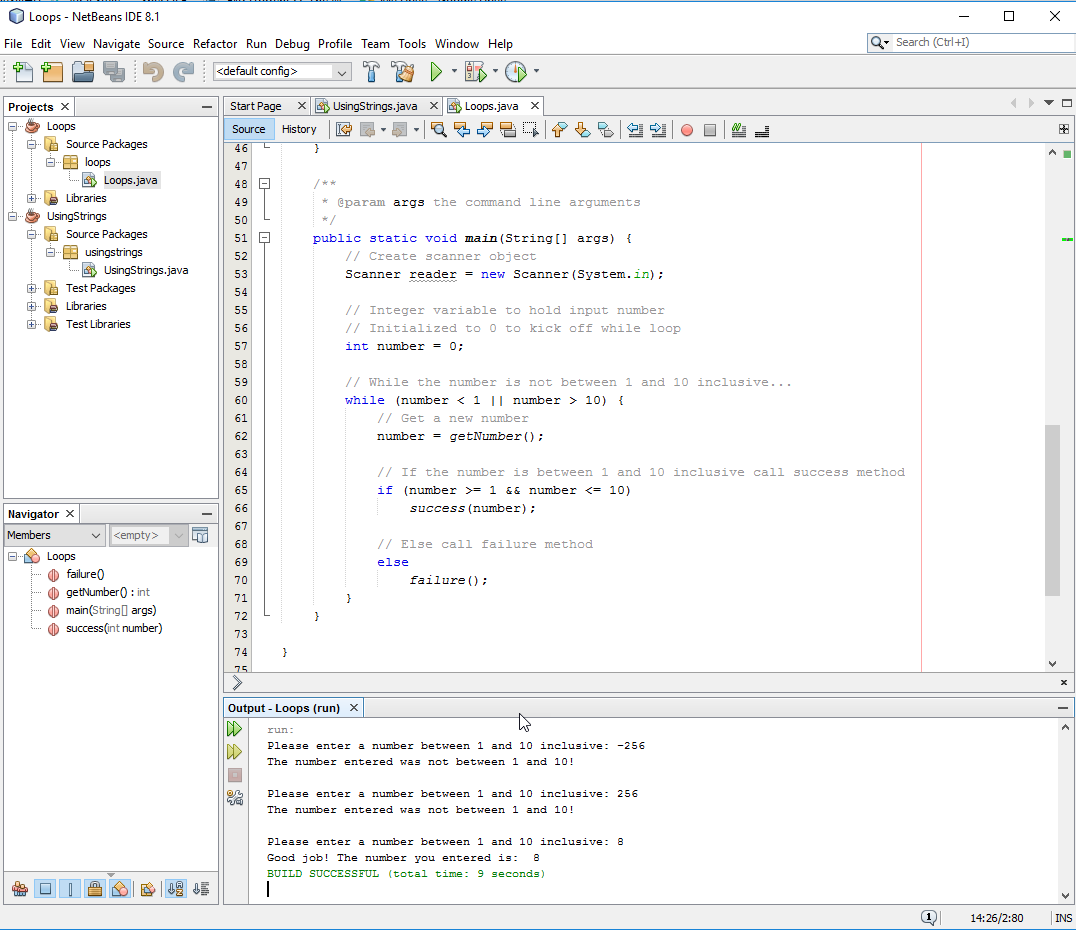 Loops - NetBeans IDE 8.1
File Edit View Navigate Source Refactor Run Debug Profile Team Tools Window Help
Search (Ctrl+I)
<default config>
Projects
Loops
Source Packages
loops
Loops.java
Libraries
UsingStrings
Source Packages
usingstrings
UsingStrings.java
Test Packages
Libraries
Test Libraries
Navigator
Members
<empty>
Loops
failure()
getNumber() : int
main(String[] args)
success(int number)
Start Page UsingStrings.java Loops.java
Source History
46 }
47
48 /**
49 * @param args the command line arguments
50 */
51 public static void main(String[] args) {
52 // Create scanner object
53 Scanner reader = new Scanner(System.in);
54
55 // Integer variable to hold input number
56 // Initialized to 0 to kick off while loop
57 int number = 0;
58
59 // While the number is not between 1 and 10 inclusive...
60 while (number < 1 || number > 10) {
61 // Get a new number
62 number = getNumber();
63
64 // If the number is between 1 and 10 inclusive call success method
65 if (number >= 1 && number <= 10)
66 success(number);
67
68 // Else call failure method
69 else
70 failure();
71 }
72 }
73
74 }
75
Output - Loops (run)
run:
Please enter a number between 1 and 10 inclusive: -256
The number entered was not between 1 and 10!
Please enter a number between 1 and 10 inclusive: 256
The number entered was not between 1 and 10!
Please enter a number between 1 and 10 inclusive: 8
Good job! The number you entered is:  8
BUILD SUCCESSFUL (total time: 9 seconds)
1
14:26/2:80
INS